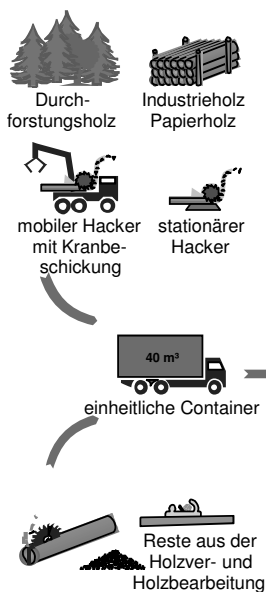 Durch-
forstungsholz
Industrieholz
Papierholz
mobiler Hacker
mit Kranbe-
schickung
stationärer
Hacker
40 m³
einheitliche Container
Reste aus der
Holzver- und
Holzbearbeitung